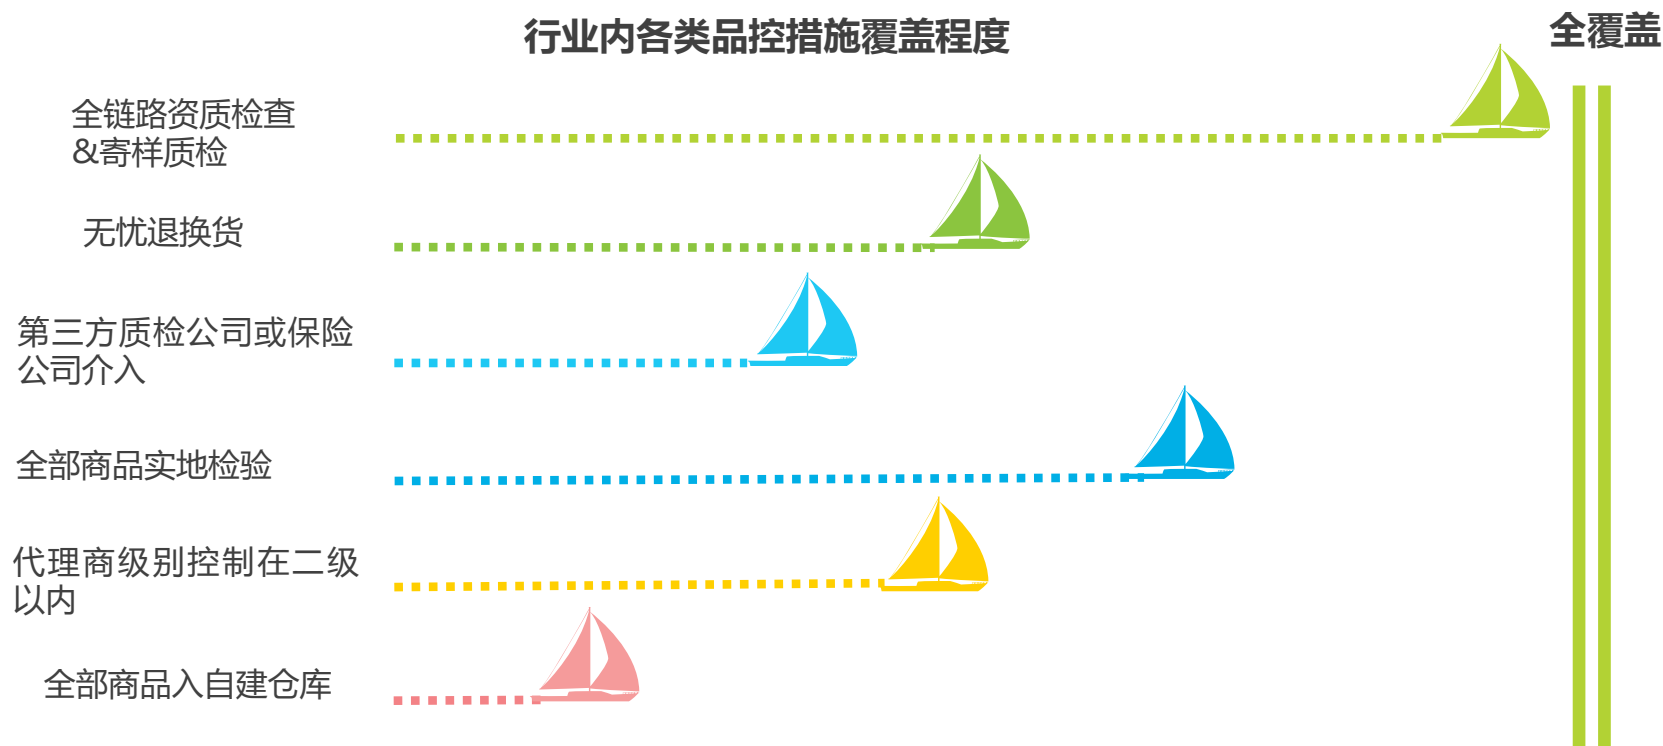 行业内各类品控措施覆盖程度
全覆盖
全链路资质检查
&寄样质检
无忧退换货
第三方质检公司或保险
公司介入
全部商品实地检验
代理商级别控制在二级
以内
全部商品入自建仓库